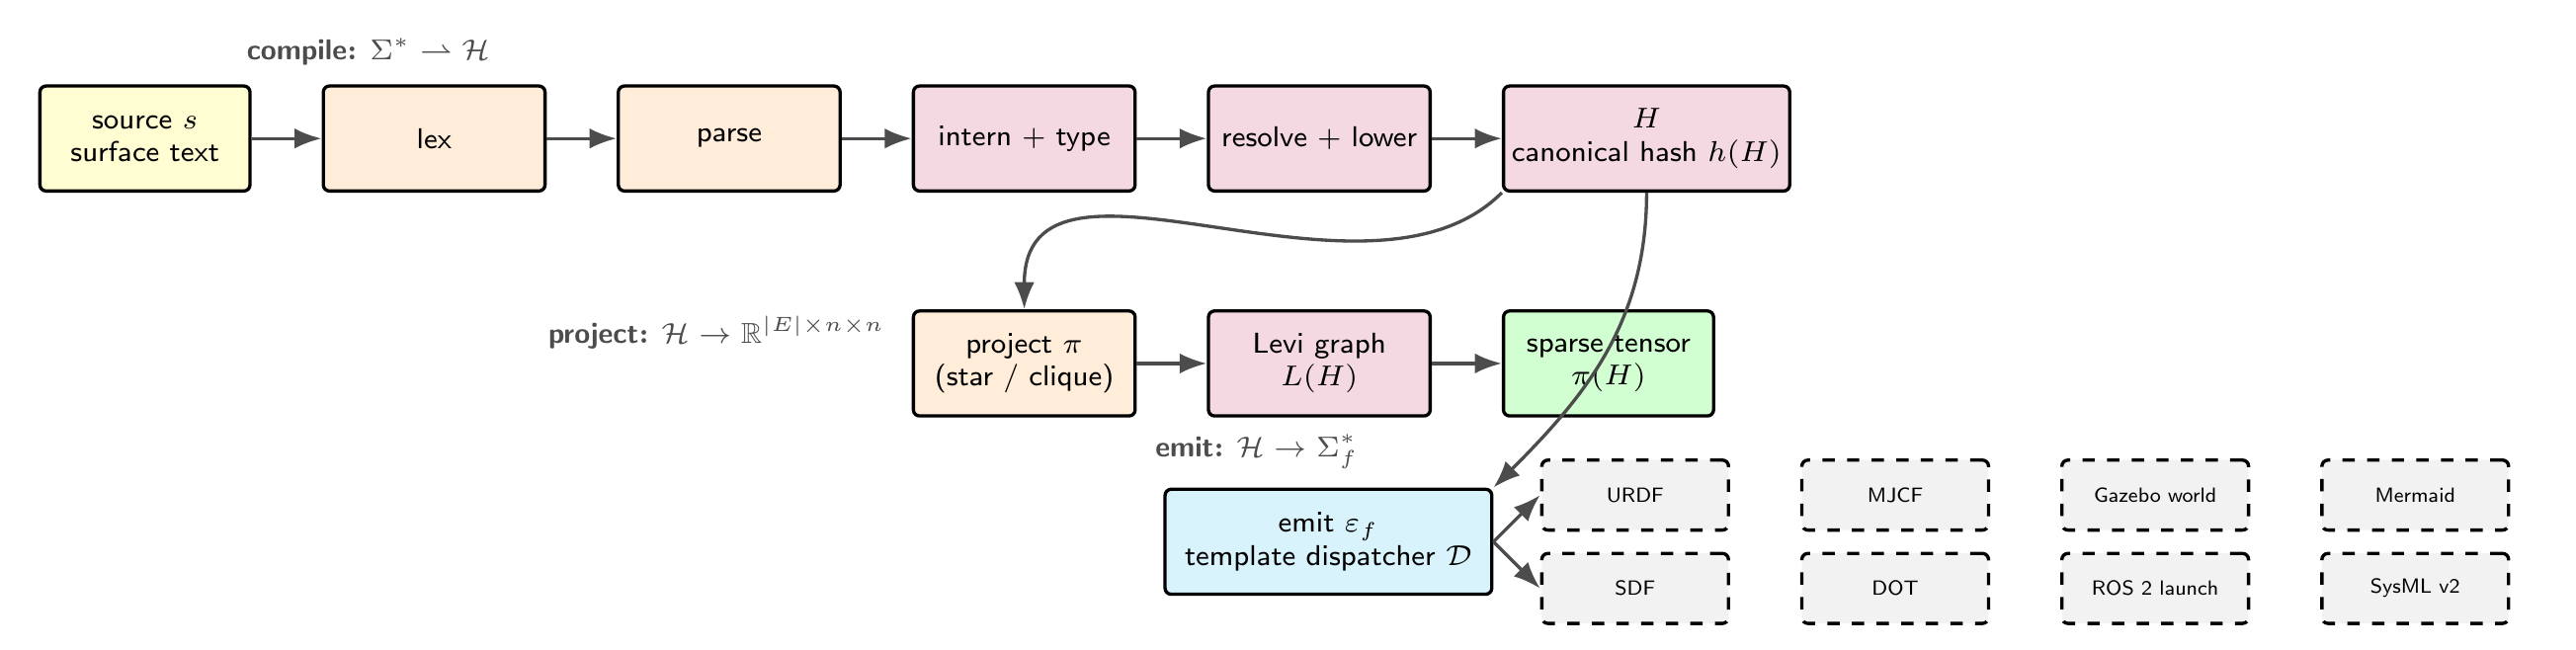 compile: Σ* ⇀ ℋ
source s
surface text
lex
parse
intern + type
resolve + lower
H
canonical hash h(H)
project: ℋ → ℝ^{|E|×n×n}
project π
(star / clique)
Levi graph
L(H)
sparse tensor
π(H)
emit: ℋ → Σ*_f
emit ε_f
template dispatcher 𝒟
URDF
MJCF
Gazebo world
Mermaid
SDF
DOT
ROS 2 launch
SysML v2